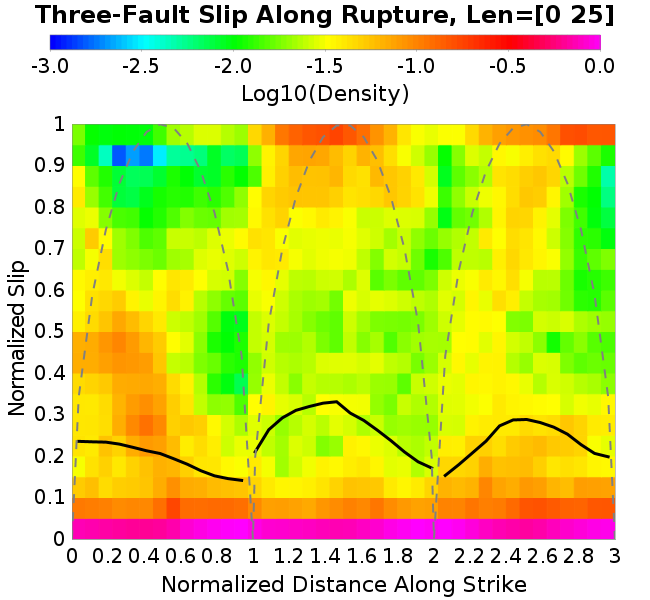 Three-Fault Slip Along Rupture, Len=[0 25]
-3.0 -2.5 -2.0 -1.5 -1.0 -0.5 0.0
Log10(Density)
1
0.9
0.8
0.7
0.6
0.5
0.4
0.3
0.2
0.1
0
Normalized Slip
0 0.2 0.4 0.6 0.8 1 1.2 1.4 1.6 1.8 2 2.2 2.4 2.6 2.8 3
Normalized Distance Along Strike